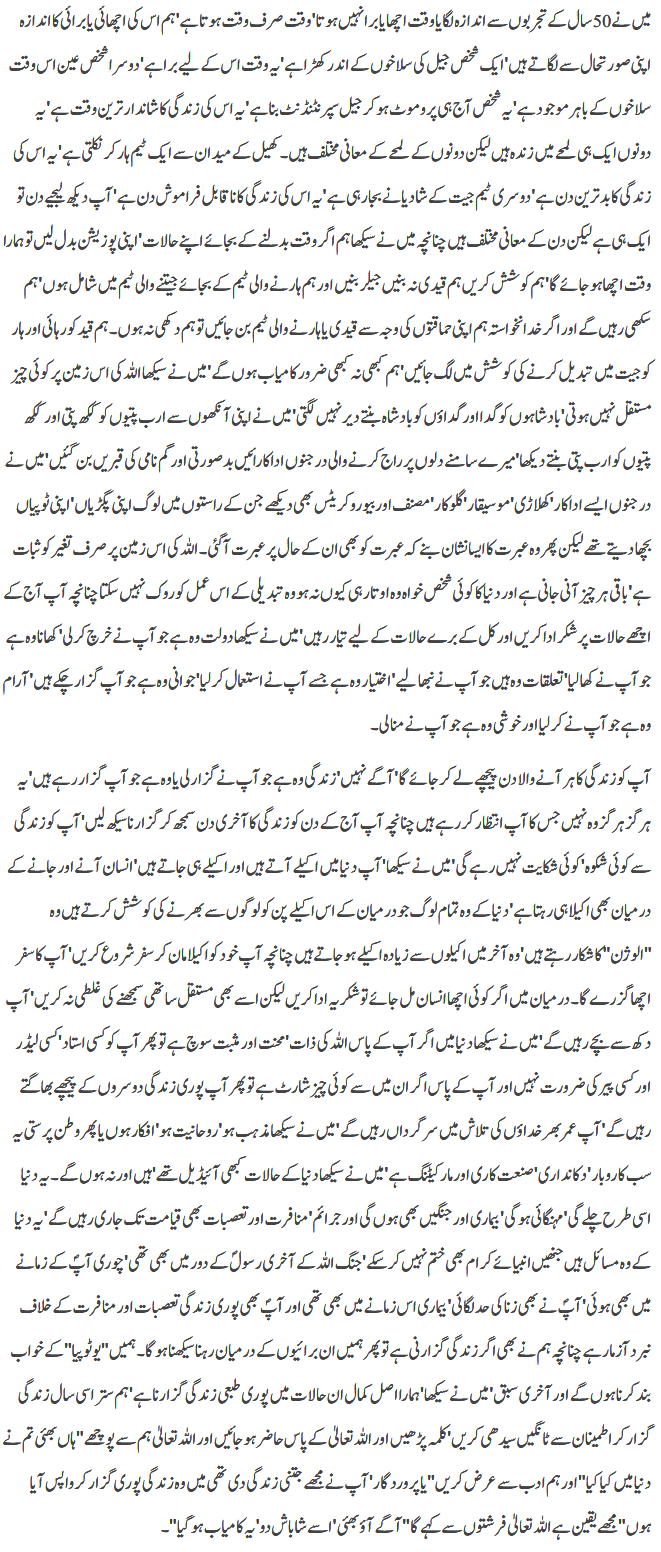 میں نے 50 سال کے تجربوں سے اندازہ لگایا وقت اچھا یا برا نہیں ہوتا' وقت صرف وقت ہوتا ہے' ہم اس کی اچھائی یا برائی کا اندازہ
اپنی صورتحال سے لگاتے ہیں' ایک شخص جیل کی سلاخوں کے اندر کھڑا ہے' یہ وقت اس کے لیے برا ہے' دوسرا شخص عین اس وقت
سلاخوں کے باہر موجود ہے' یہ شخص آج ہی پروموٹ ہو کر جیل سپرنٹنڈنٹ بنا ہے' یہ اس کی زندگی کا شاندار ترین وقت ہے' یہ
دونوں ایک ہی لمحے میں زندہ ہیں لیکن دونوں کے لمحے کے معانی مختلف ہیں۔ کھیل کے میدان سے ایک ٹیم ہار کر نکلتی ہے' یہ اس کی
زندگی کا بدترین دن ہے' دوسری ٹیم جیت کے شادیانے بجا رہی ہے' یہ اس کی زندگی کا ناقابل فراموش دن ہے' آپ دیکھ لیجیے دن تو
ایک ہی ہے لیکن دن کے معانی مختلف ہیں چنانچہ میں نے سیکھا ہم اگر وقت بدلنے کے بجائے اپنے حالات' اپنی پوزیشن بدل لیں تو ہمارا
وقت اچھا ہو جائے گا' ہم کوشش کریں ہم قیدی نہ بنیں جیلر بنیں اور ہم ہارنے والی ٹیم کے بجائے جیتنے والی ٹیم میں شامل ہوں' ہم
سکھی رہیں گے اور اگر خدانخواستہ ہم اپنی حماقتوں کی وجہ سے قیدی یا ہارنے والی ٹیم بن جائیں تو ہم دکھی نہ ہوں۔ ہم قید کو رہائی اور ہار
کو جیت میں تبدیل کرنے کی کوشش میں لگ جائیں' ہم کبھی نہ کبھی ضرور کامیاب ہوں گے' میں نے سیکھا اللہ کی اس زمین پر کوئی چیز
مستقل نہیں ہوتی' بادشاہوں کو گدا اور گداؤں کو بادشاہ بنتے دیر نہیں لگتی' میں نے اپنی آنکھوں سے ارب پتیوں کو ککھ پتی اور ککھ
پتیوں کو ارب پتی بنتے دیکھا' میرے سامنے دلوں پر راج کرنے والی درجنوں اداکارائیں بدصورتی اور گم نامی کی قبریں بن گئیں' میں نے
درجنوں ایسے اداکار' کھلاڑی' موسیقار' گلوکار' مصنف اور بیوروکریٹس بھی دیکھے جن کے راستوں میں لوگ اپنی پگڑیاں' اپنی ٹوپیاں
بچھا دیتے تھے لیکن پھر وہ عبرت کا ایسا نشان بنے کہ عبرت کو بھی ان کے حال پر عبرت آ گئی۔ اللہ کی اس زمین پر صرف تغیر کو ثبات
ہے' باقی ہر چیز آنی جانی ہے اور دنیا کا کوئی شخص خواہ وہ اوتار ہی کیوں نہ ہو وہ تبدیلی کے اس عمل کو روک نہیں سکتا چنانچہ آپ آج کے
اچھے حالات پر شکر ادا کریں اور کل کے برے حالات کے لیے تیار رہیں' میں نے سیکھا دولت وہ ہے جو آپ نے خرچ کر لی' کھانا وہ ہے
جو آپ نے کھا لیا' تعلقات وہ ہیں جو آپ نے نبھا لیے' اختیار وہ ہے جسے آپ نے استعمال کر لیا' جوانی وہ ہے جو آپ گزار چکے ہیں' آرام
وہ ہے جو آپ نے کر لیا اور خوشی وہ ہے جو آپ نے منا لی۔
آپ کو زندگی کا ہر آنے والا دن پیچھے لے کر جائے گا' آگے نہیں' زندگی وہ ہے جو آپ نے گزار لی یا وہ ہے جو آپ گزار رہے ہیں' یہ
ہرگز ہرگز وہ نہیں جس کا آپ انتظار کر رہے ہیں چنانچہ آپ آج کے دن کو زندگی کا آخری دن سمجھ کر گزارنا سیکھ لیں' آپ کو زندگی
سے کوئی شکوہ' کوئی شکایت نہیں رہے گی' میں نے سیکھا' آپ دنیا میں اکیلے آتے ہیں اور اکیلے ہی جاتے ہیں' انسان آنے اور جانے کے
درمیان بھی اکیلا ہی رہتا ہے' دنیا کے وہ تمام لوگ جو درمیان کے اس اکیلے پن کو لوگوں سے بھرنے کی کوشش کرتے ہیں وہ
"الوژن" کا شکار رہتے ہیں' وہ آخر میں اکیلوں سے زیادہ اکیلے ہو جاتے ہیں چنانچہ آپ خود کو اکیلا مان کر سفر شروع کریں' آپ کا سفر
اچھا گزرے گا۔ درمیان میں اگر کوئی اچھا انسان مل جائے تو شکریہ ادا کریں لیکن اسے بھی مستقل ساتھی سمجھنے کی غلطی نہ کریں' آپ
دکھ سے بچے رہیں گے' میں نے سیکھا دنیا میں اگر آپ کے پاس اللہ کی ذات' محنت اور مثبت سوچ ہے تو پھر آپ کو کسی استاد' کسی لیڈر
اور کسی پیر کی ضرورت نہیں اور آپ کے پاس اگر ان میں سے کوئی چیز شارٹ ہے تو پھر آپ پوری زندگی دوسروں کے پیچھے بھاگتے
رہیں گے' آپ عمر بھر خداؤں کی تلاش میں سرگرداں رہیں گے' میں نے سیکھا مذہب ہو' روحانیت ہو' افکار ہوں یا پھر وطن پرستی یہ
سب کاروبار' دکانداری' صنعت کاری اور مارکیٹنگ ہے' میں نے سیکھا دنیا کے حالات کبھی آئیڈیل تھے' ہیں اور نہ ہوں گے۔ یہ دنیا
اسی طرح چلے گی' مہنگائی ہو گی' بیماری اور جنگیں بھی ہوں گی اور جرائم' منافرت اور تعصبات بھی قیامت تک جاری رہیں گے' یہ دنیا
کے وہ مسائل ہیں جنھیں انبیائے کرام بھی ختم نہیں کر سکے' جنگ اللہ کے آخری رسولؐ کے دور میں بھی تھی' چوری آپؐ کے زمانے
میں بھی ہوئی' آپؐ نے بھی زنا کی حد لگائی' بیماری اس زمانے میں بھی تھی اور آپؐ بھی پوری زندگی تعصبات اور منافرت کے خلاف
نبرد آزما رہے چنانچہ ہم نے بھی اگر زندگی گزارنی ہے تو پھر ہمیں ان برائیوں کے درمیان رہنا سیکھنا ہو گا۔ ہمیں "یوٹوپیا" کے خواب
بند کرنا ہوں گے اور آخری سبق' میں نے سیکھا' ہمارا اصل کمال ان حالات میں پوری طبعی زندگی گزارنا ہے' ہم ستر اسی سال زندگی
گزار کر اطمینان سے ٹانگیں سیدھی کریں' کلمہ پڑھیں اور اللہ تعالیٰ کے پاس حاضر ہو جائیں اور اللہ تعالیٰ ہم سے پوچھے "ہاں بھئی تم نے
دنیا میں کیا کیا" اور ہم ادب سے عرض کریں "یا پروردگار' آپ نے مجھے جتنی زندگی دی تھی میں وہ زندگی پوری گزار کر واپس آیا
ہوں" مجھے یقین ہے اللہ تعالیٰ فرشتوں سے کہے گا "آگے آؤ بھئی' اسے شاباش دو' یہ کامیاب ہو گیا"۔